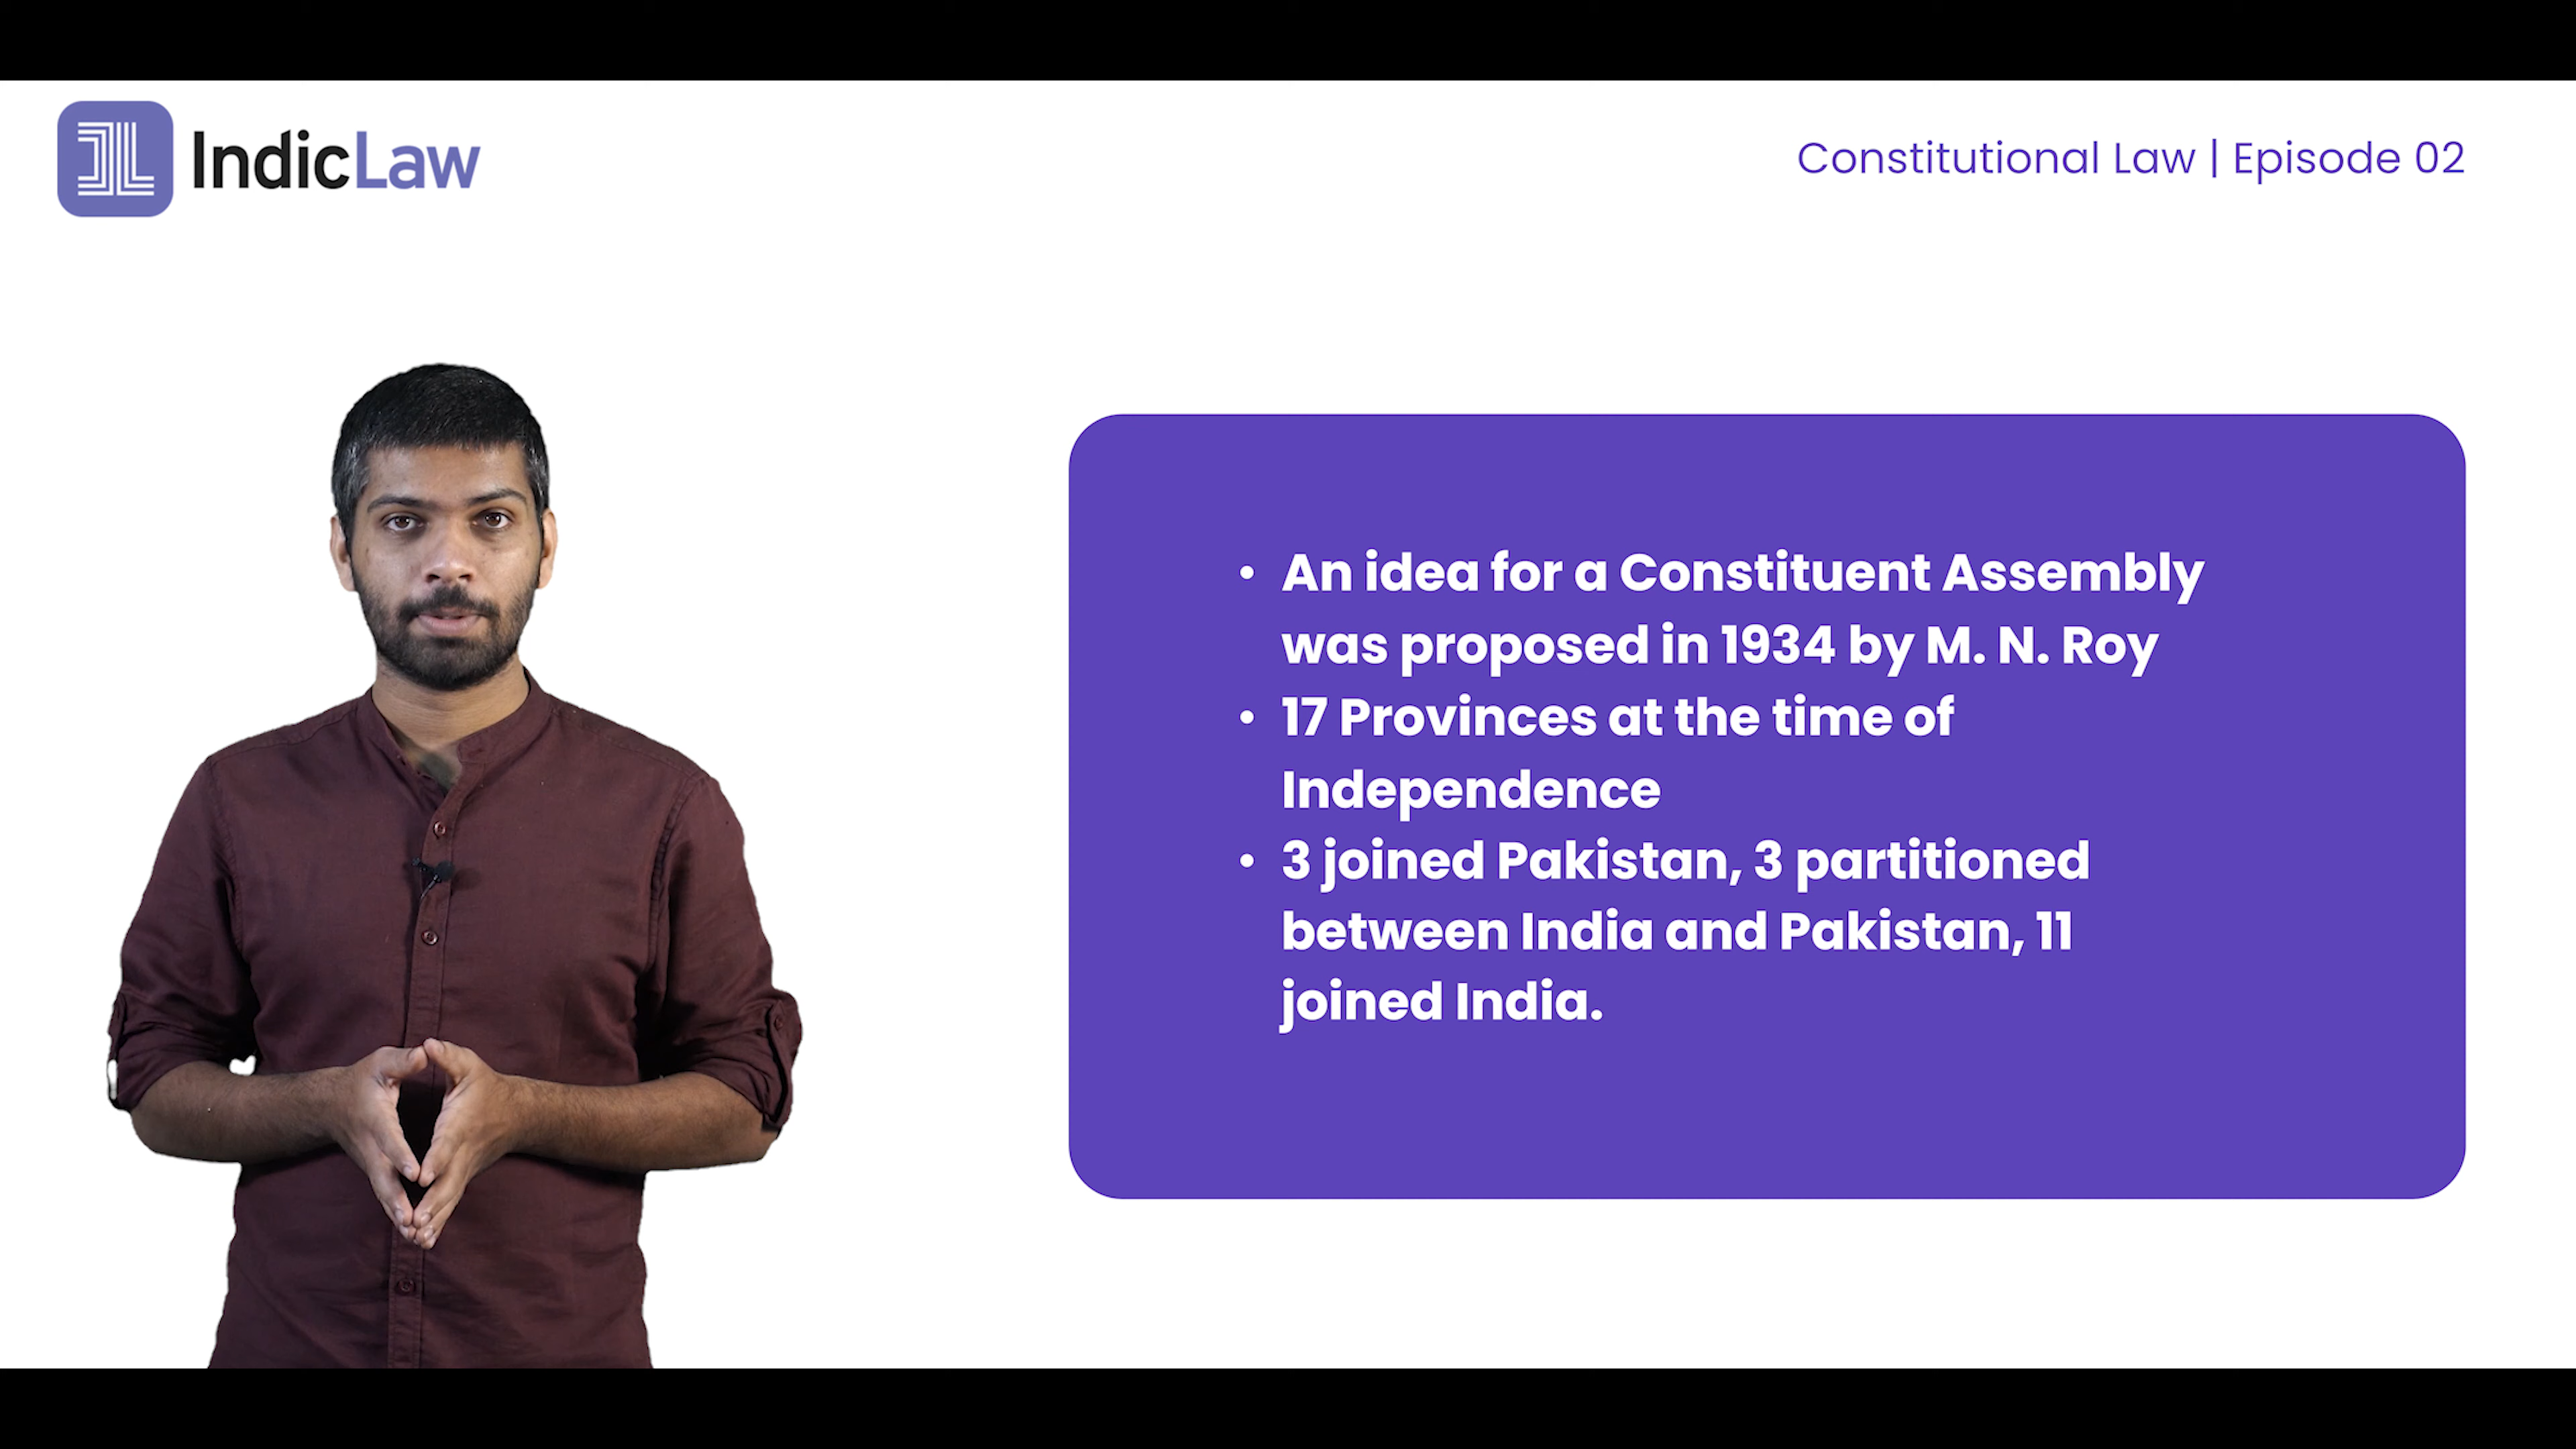 IndicLaw
Constitutional Law | Episode 02
• An idea for a Constituent Assembly
was proposed in 1934 by M. N. Roy
• 17 Provinces at the time of
Independence
• 3 joined Pakistan, 3 partitioned
between India and Pakistan, 11
joined India.